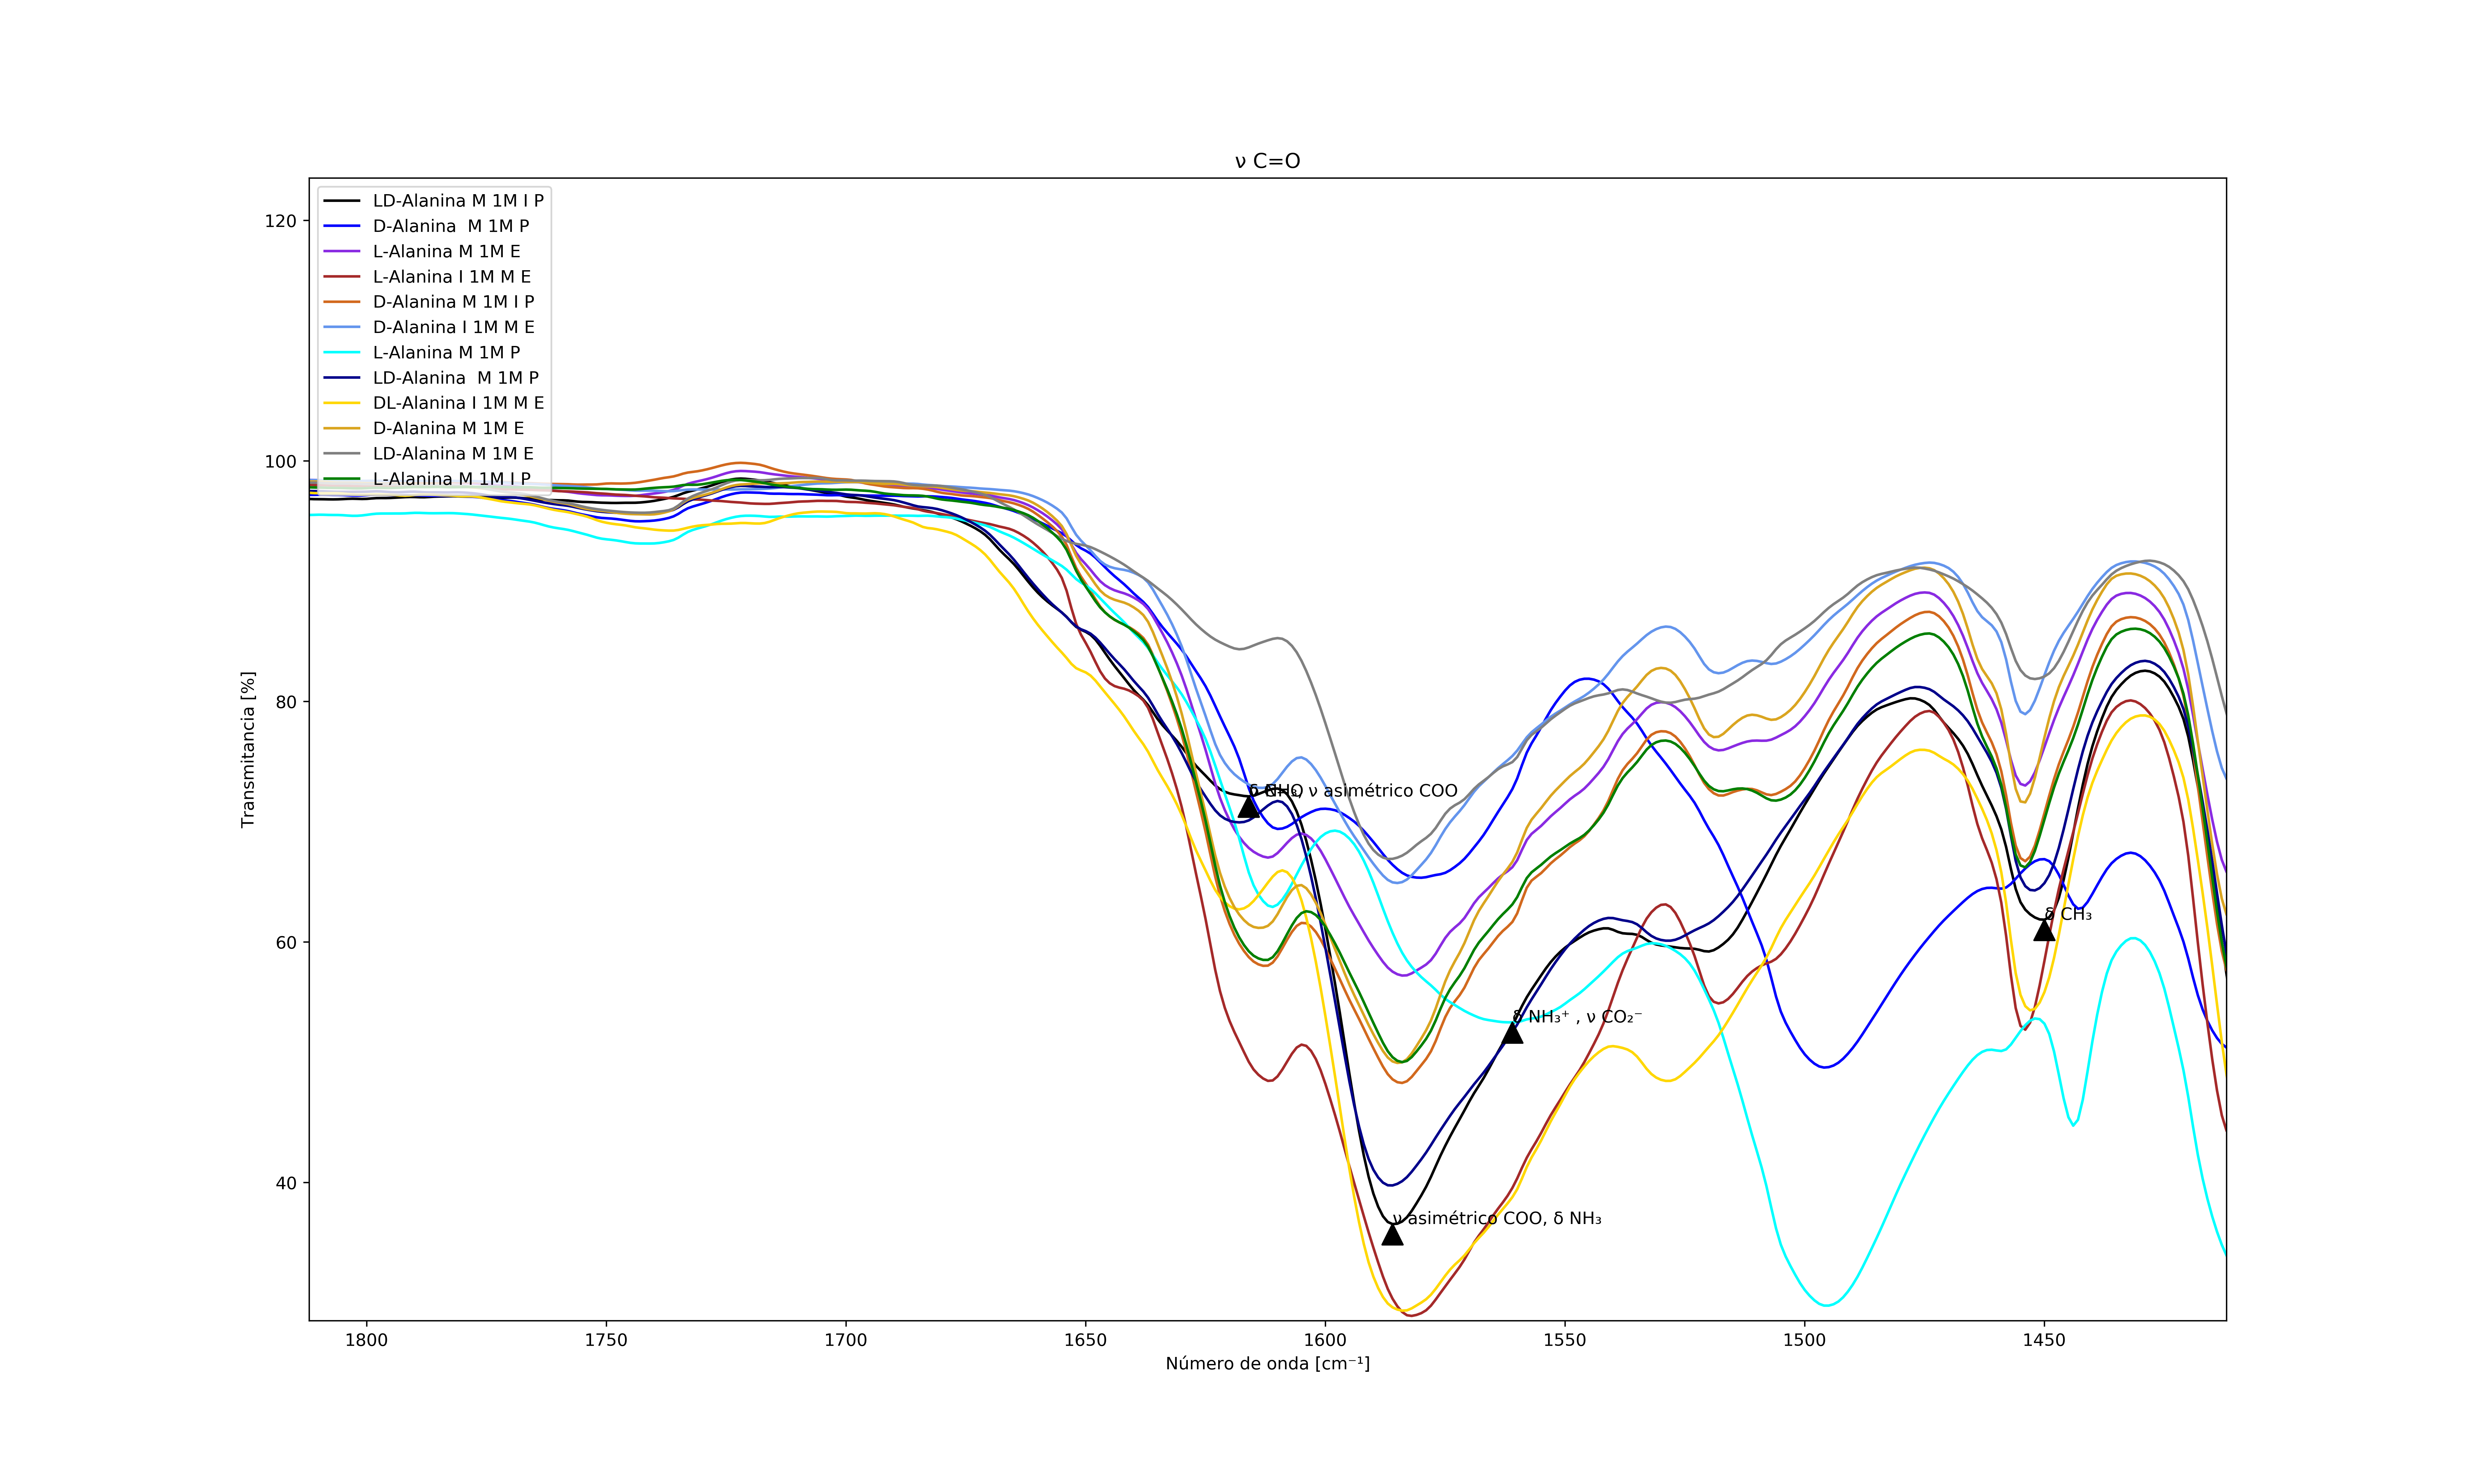 ν C=O
LD-Alanina M 1M I P
D-Alanina  M 1M P
L-Alanina M 1M E
L-Alanina I 1M M E
D-Alanina M 1M I P
D-Alanina I 1M M E
L-Alanina M 1M P
LD-Alanina  M 1M P
DL-Alanina I 1M M E
D-Alanina M 1M E
LD-Alanina M 1M E
L-Alanina M 1M I P
120
100
80
60
40
Transmitancia [%]
ν asimétrico COO
δ CH₃
δ NH₃⁺ , ν CO₂⁻
ν asimétrico COO, δ NH₃
1800
1750
1700
1650
1600
1550
1500
1450
Número de onda [cm⁻¹]